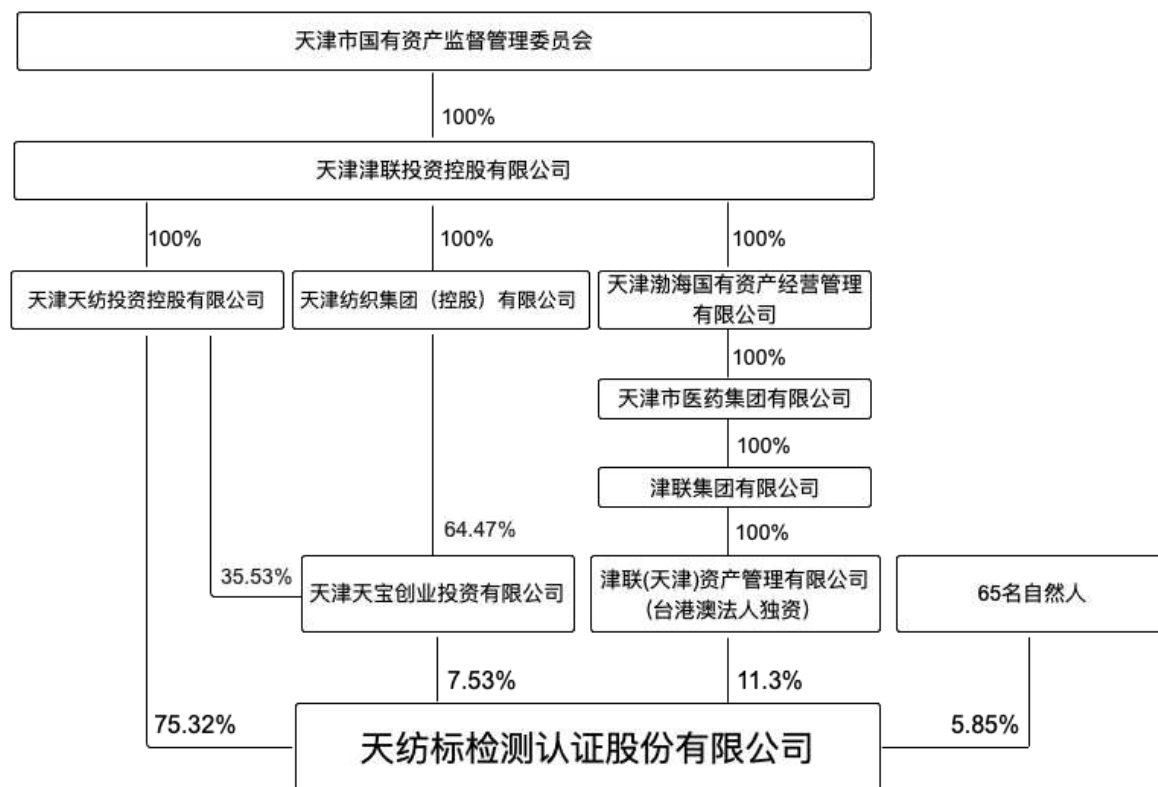 天津市国有资产监督管理委员会
100%
天津津联投资控股有限公司
100%
100%
100%
天津天纺投资控股有限公司
天津纺织集团（控股）有限公司
天津渤海国有资产经营管理
有限公司
100%
天津市医药集团有限公司
100%
津联集团有限公司
64.47%
100%
35.53%
天津天宝创业投资有限公司
津联(天津)资产管理有限公司
(台港澳法人独资）
65名自然人
7.53%
11.3%
75.32%
5.85%
天纺标检测认证股份有限公司